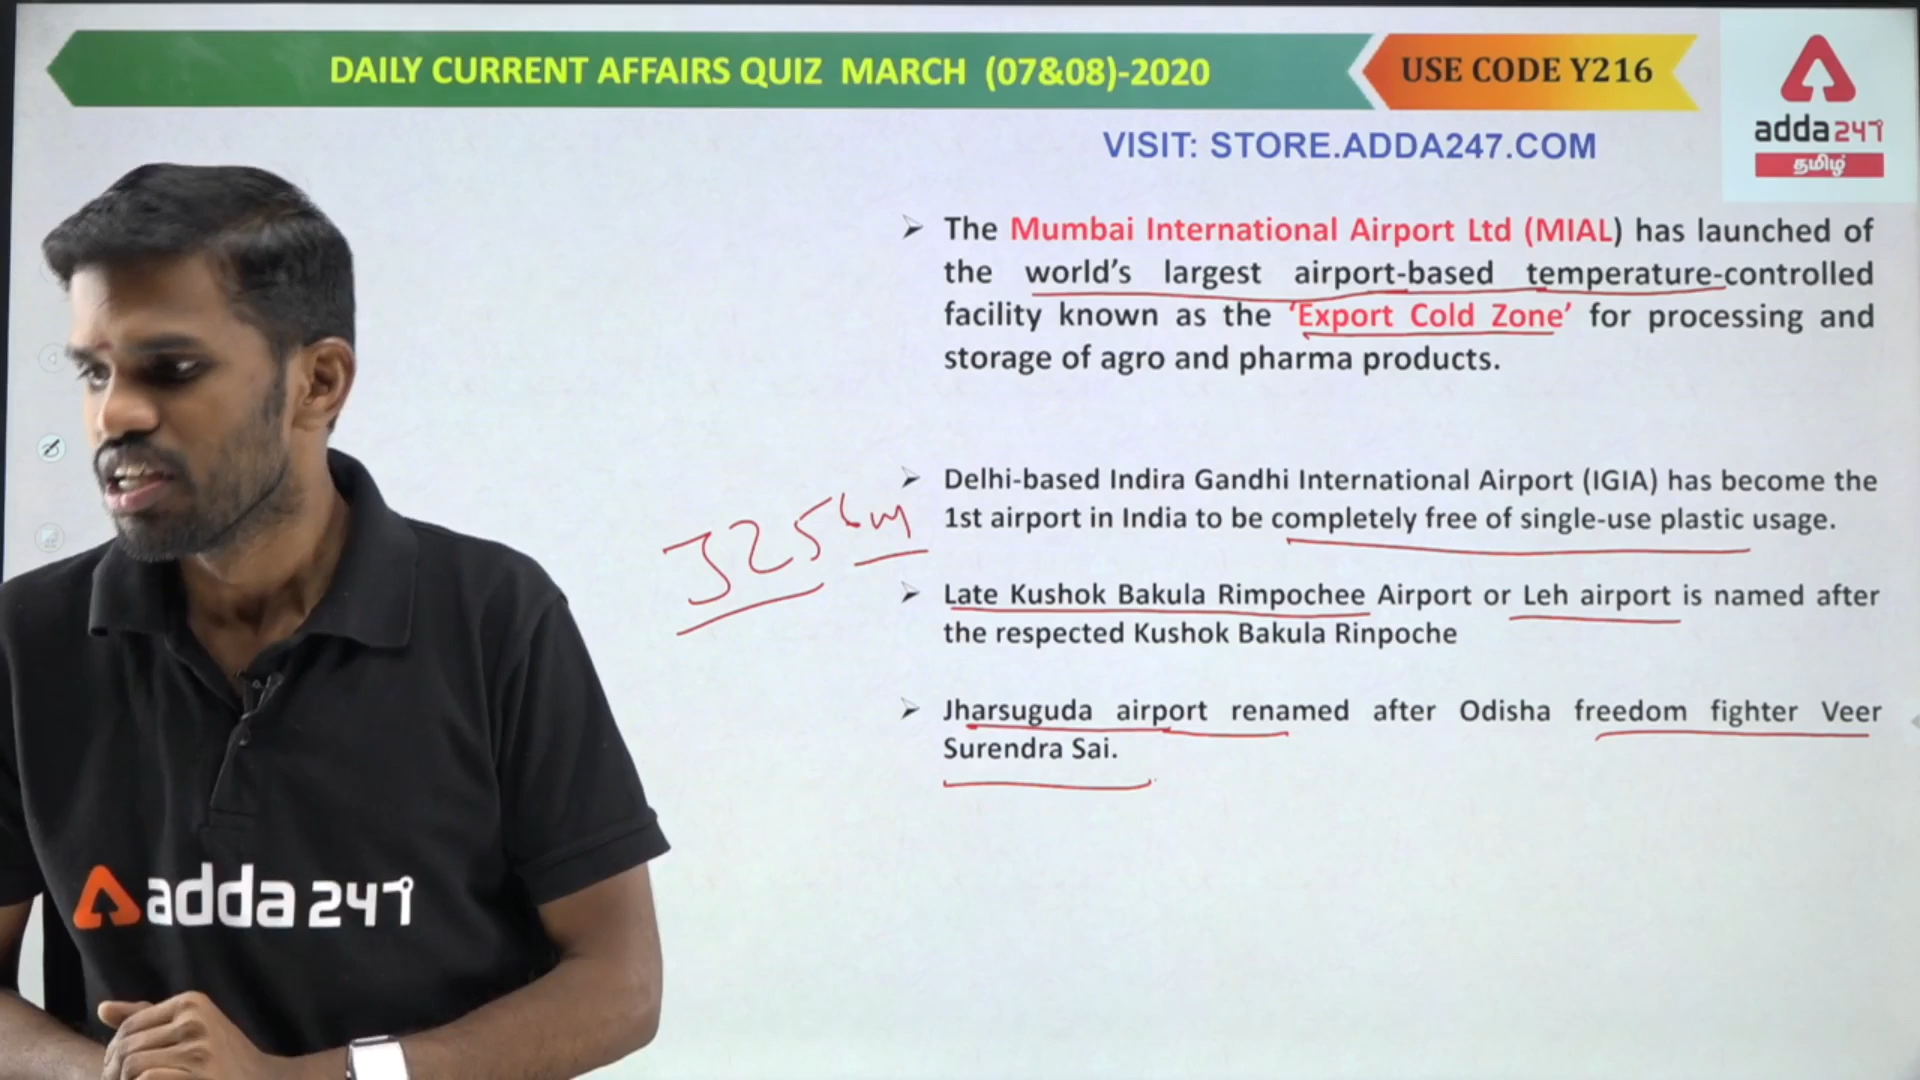 DAILY CURRENT AFFAIRS QUIZ MARCH (07&08)-2020
USE CODE Y216
adda247
தமிழ்
VISIT: STORE.ADDA247.COM
➢ The Mumbai International Airport Ltd (MIAL) has launched of
the world's largest airport-based temperature-controlled
facility known as the 'Export Cold Zone' for processing and
storage of agro and pharma products.
➢ Delhi-based Indira Gandhi International Airport (IGIA) has become the
1st airport in India to be completely free of single-use plastic usage.
325
➢ Late Kushok Bakula Rimpochee Airport or Leh airport is named after
the respected Kushok Bakula Rinpoche
➢ Jharsuguda airport renamed after Odisha freedom fighter Veer
Surendra Sai.
adda247